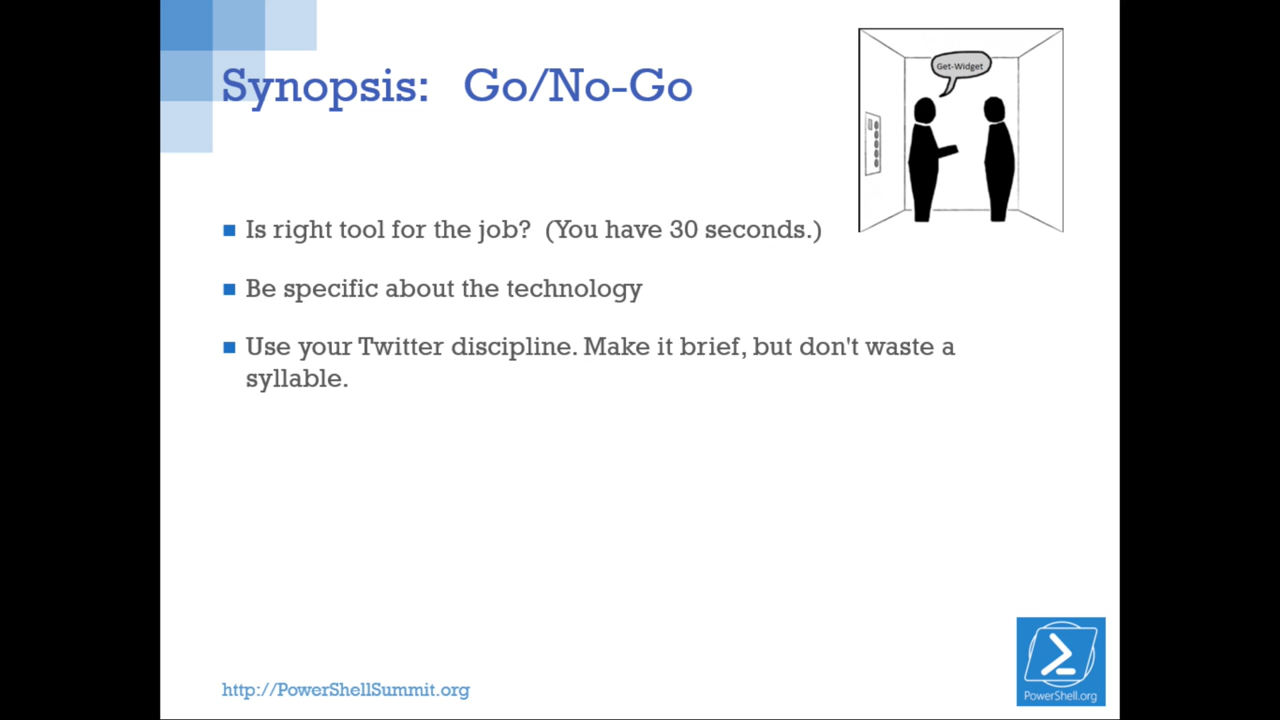 Synopsis: Go/No-Go
Get-Widget
Is right tool for the job? (You have 30 seconds.)
Be specific about the technology
Use your Twitter discipline. Make it brief, but don't waste a
syllable.
http://PowerShellSummit.org
PowerShell.org